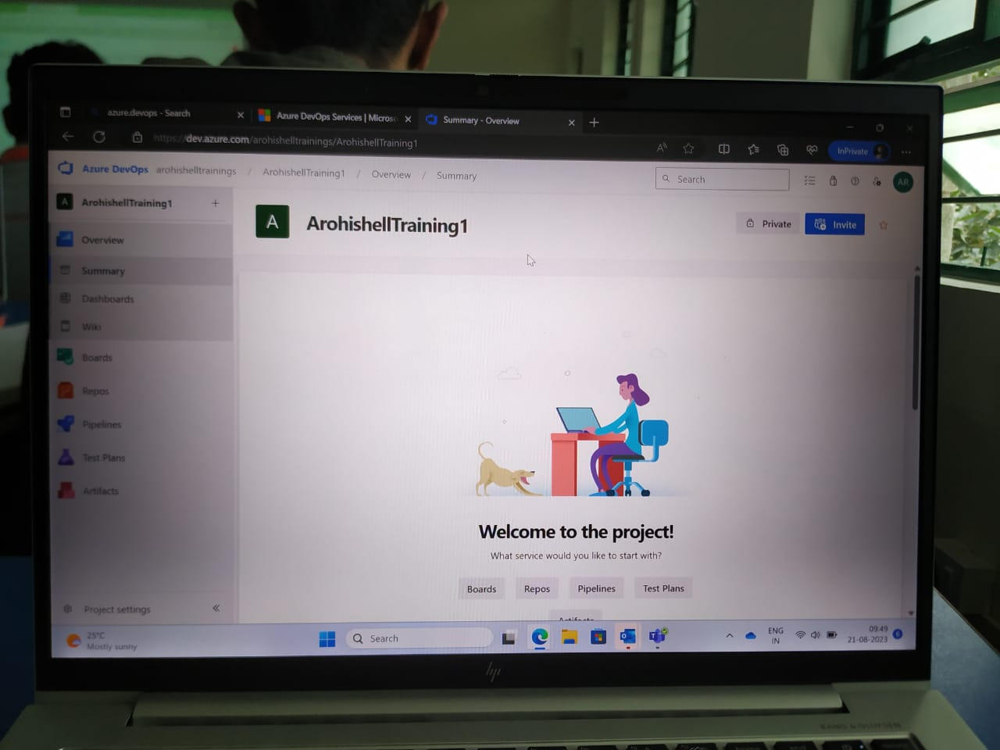 azure.devops - Search
Azure DevOps Services | Micros
Summary - Overview
https://dev.azure.com/arohishelltrainings/ArohishellTraining1
InPrivate
Azure DevOps arohishelltrainings / ArohishellTraining1 / Overview / Summary
Search
AR
A ArohishellTraining1 +
A ArohishellTraining1
Private
Invite
Overview
Summary
Dashboards
Wiki
Boards
Repos
Pipelines
Test Plans
Artifacts
Welcome to the project!
What service would you like to start with?
Boards Repos Pipelines Test Plans
Artifacts
Project settings
25°C
Mostly sunny
Search
ENG
IN
09:49
21-08-2023
hp
BANG & OLUFSEN